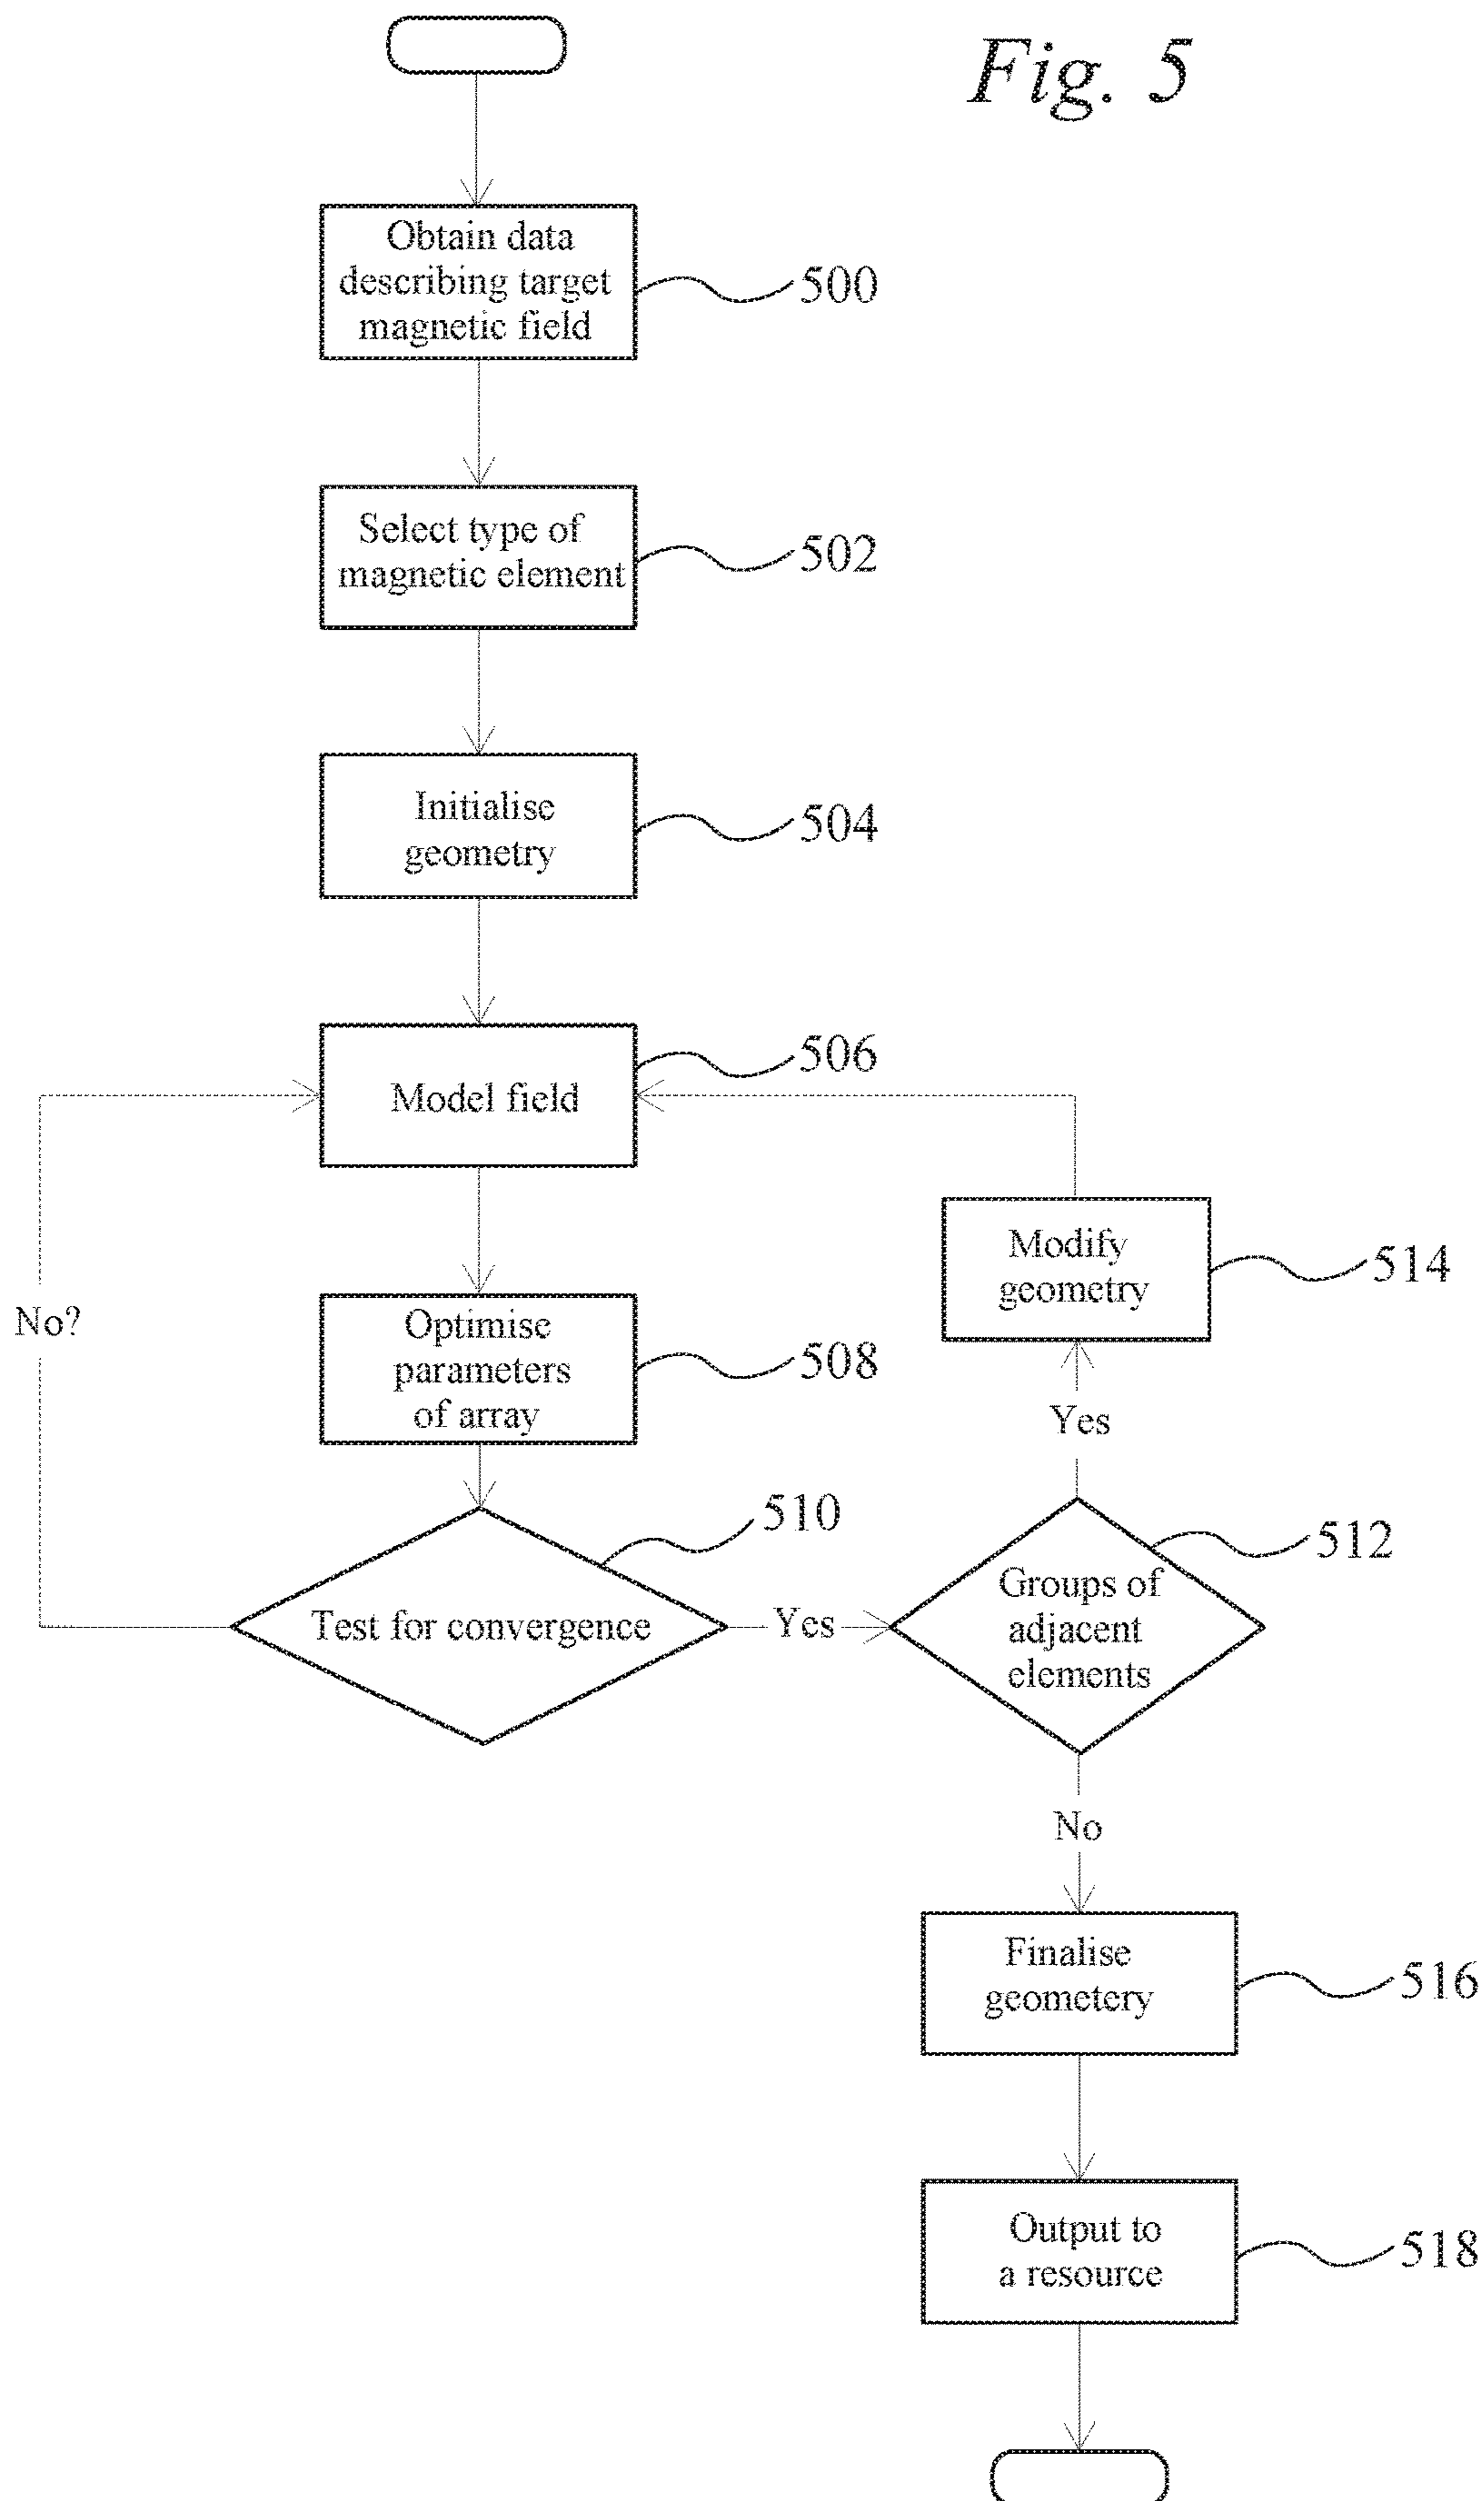 Fig. 5
Obtain data
describing target
magnetic field
500
Select type of
magnetic element
502
Initialise
geometry
504
Model field
506
Optimise
parameters
of array
508
No?
Test for convergence
510
Yes
Groups of
adjacent
elements
512
Yes
Modify
geometry
514
No
Finalise
geometery
516
Output to
a resource
518